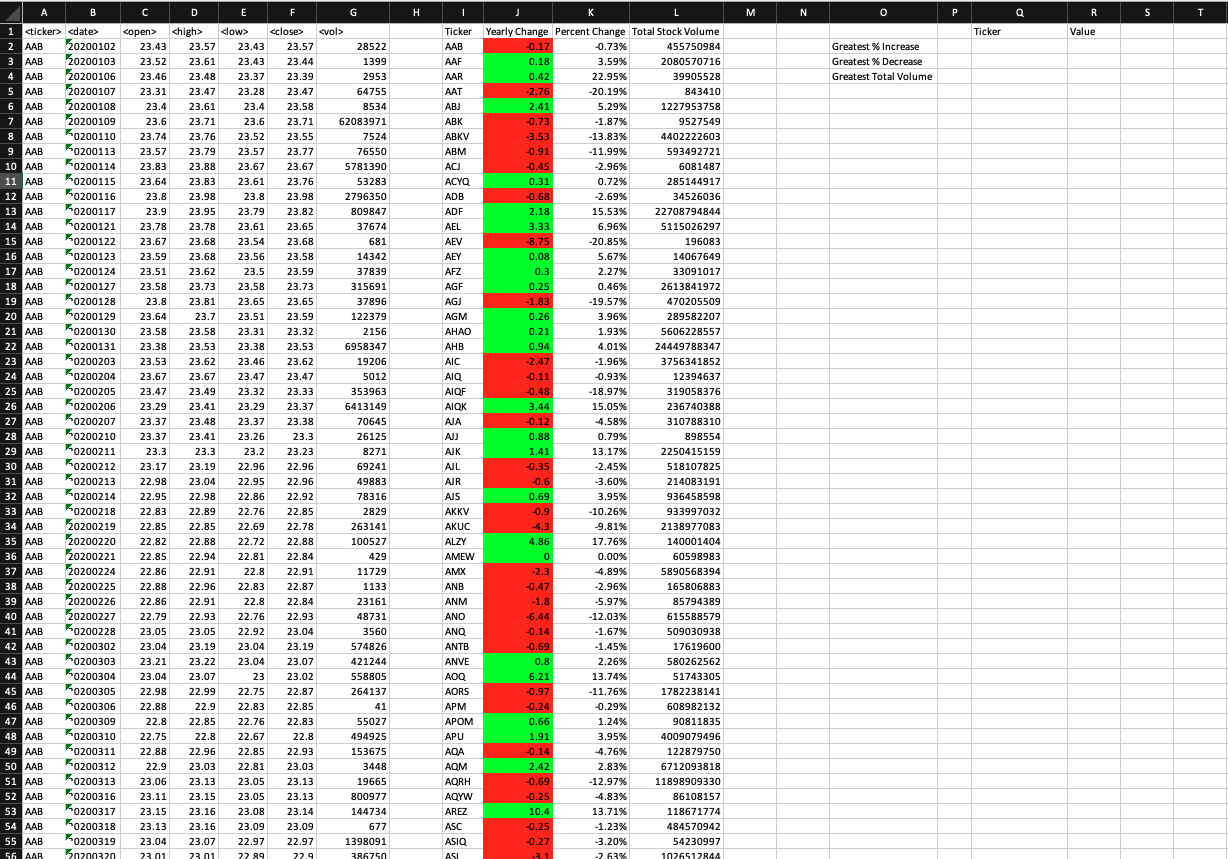 A B C D E F G H I J K L M N O P Q R S T
1 <ticker> <date> <open> <high> <low> <close> <vol> Ticker Yearly Change Percent Change Total Stock Volume Ticker Value
2 AAB 20200102 23.43 23.57 23.43 23.57 28522 AAB -0.17 -0.73% 455750984 Greatest % Increase
3 AAB 20200103 23.52 23.61 23.43 23.44 1399 AAF 0.18 3.59% 2080570716 Greatest % Decrease
4 AAB 20200106 23.46 23.48 23.37 23.39 2953 AAR 0.42 22.95% 39905528 Greatest Total Volume
5 AAB 20200107 23.31 23.47 23.28 23.47 64755 AAT -2.76 -20.19% 843410
6 AAB 20200108 23.4 23.61 23.4 23.58 8534 ABJ 2.41 5.29% 1227953758
7 AAB 20200109 23.6 23.71 23.6 23.71 62083971 ABK -0.73 -1.87% 9527549
8 AAB 20200110 23.74 23.76 23.52 23.55 7524 ABKV -3.53 -13.83% 4402222603
9 AAB 20200113 23.57 23.79 23.57 23.77 76550 ABM -0.91 -11.99% 593492721
10 AAB 20200114 23.83 23.88 23.67 23.67 5781390 ACJ -0.45 -2.96% 6081487
11 AAB 20200115 23.64 23.83 23.61 23.76 53283 ACYQ 0.31 0.72% 285144917
12 AAB 20200116 23.8 23.98 23.8 23.98 2796350 ADB -0.68 -2.69% 34526036
13 AAB 20200117 23.9 23.95 23.79 23.82 809847 ADF 2.18 15.53% 22708794844
14 AAB 20200121 23.78 23.78 23.61 23.65 37674 AEL 3.33 6.96% 5115026297
15 AAB 20200122 23.67 23.68 23.54 23.68 681 AEV -8.75 -20.85% 196083
16 AAB 20200123 23.59 23.68 23.56 23.58 14342 AEY 0.08 5.67% 14067649
17 AAB 20200124 23.51 23.62 23.5 23.59 37839 AFZ 0.3 2.27% 33091017
18 AAB 20200127 23.58 23.73 23.58 23.73 315691 AGF 0.25 0.46% 2613841972
19 AAB 20200128 23.8 23.81 23.65 23.65 37896 AGJ -1.83 -19.57% 470205509
20 AAB 20200129 23.64 23.7 23.51 23.59 122379 AGM 0.26 3.96% 289582207
21 AAB 20200130 23.58 23.58 23.31 23.32 2156 AHAO 0.21 1.93% 5606228557
22 AAB 20200131 23.38 23.53 23.38 23.53 6958347 AHB 0.94 4.01% 24449788347
23 AAB 20200203 23.53 23.62 23.46 23.62 19206 AIC -2.47 -1.96% 3756341852
24 AAB 20200204 23.67 23.67 23.47 23.47 5012 AIQ -0.11 -0.93% 12394637
25 AAB 20200205 23.47 23.49 23.32 23.33 353963 AIQF -0.48 -18.97% 319058376
26 AAB 20200206 23.29 23.41 23.29 23.37 6413149 AIQK 3.44 15.05% 236740388
27 AAB 20200207 23.37 23.48 23.37 23.38 70645 AJA -0.12 -4.58% 310788310
28 AAB 20200210 23.37 23.41 23.26 23.3 26125 AJJ 0.88 0.79% 898554
29 AAB 20200211 23.3 23.3 23.2 23.23 8271 AJK 1.41 13.17% 2250415159
30 AAB 20200212 23.17 23.19 22.96 22.96 69241 AJL -0.35 -2.45% 518107825
31 AAB 20200213 22.98 23.04 22.95 22.96 49883 AJR -0.6 -3.60% 214083191
32 AAB 20200214 22.95 22.98 22.86 22.92 78316 AJS 0.69 3.95% 936458598
33 AAB 20200218 22.83 22.89 22.76 22.85 2829 AKKV -0.9 -10.26% 933997032
34 AAB 20200219 22.85 22.85 22.69 22.78 263141 AKUC -4.3 -9.81% 2138977083
35 AAB 20200220 22.82 22.88 22.72 22.88 100527 ALZY 4.86 17.76% 140001404
36 AAB 20200221 22.85 22.94 22.81 22.84 429 AMEW 0 0.00% 60598983
37 AAB 20200224 22.86 22.91 22.8 22.91 11729 AMX -2.3 -4.89% 5890568394
38 AAB 20200225 22.88 22.96 22.83 22.87 1133 ANB -0.47 -2.96% 165806883
39 AAB 20200226 22.86 22.91 22.8 22.84 23161 ANM -1.8 -5.97% 85794389
40 AAB 20200227 22.79 22.93 22.76 22.93 48731 ANO -6.44 -12.03% 615588579
41 AAB 20200228 23.05 23.05 22.92 23.04 3560 ANQ -0.14 -1.67% 509030938
42 AAB 20200302 23.04 23.19 23.04 23.19 574826 ANTB -0.69 -1.45% 17619600
43 AAB 20200303 23.21 23.22 23.04 23.07 421244 ANVE 0.8 2.26% 580262562
44 AAB 20200304 23.04 23.07 23 23.02 558805 AOQ 6.21 13.74% 51743305
45 AAB 20200305 22.98 22.99 22.75 22.87 264137 AORS -0.97 -11.76% 1782238141
46 AAB 20200306 22.88 22.9 22.83 22.85 41 APM -0.24 -0.29% 608982132
47 AAB 20200309 22.8 22.85 22.76 22.83 55027 APOM 0.66 1.24% 90811835
48 AAB 20200310 22.75 22.8 22.67 22.8 494925 APU 1.91 3.95% 4009079496
49 AAB 20200311 22.88 22.96 22.85 22.93 153675 AQA -0.14 -4.76% 122879750
50 AAB 20200312 22.9 23.03 22.81 23.03 3448 AQM 2.42 2.83% 6712093818
51 AAB 20200313 23.06 23.13 23.05 23.13 19665 AQRH -0.69 -12.97% 11898909330
52 AAB 20200316 23.11 23.15 23.05 23.13 800977 AQYW -0.25 -4.83% 86108157
53 AAB 20200317 23.15 23.16 23.08 23.14 144734 AREZ 10.4 13.71% 118671774
54 AAB 20200318 23.13 23.16 23.09 23.09 677 ASC -0.25 -1.23% 484570942
55 AAB 20200319 23.04 23.07 22.97 22.97 1398091 ASIQ -0.27 -3.20% 54230997
56 AAB 20200320 23.01 23.01 22.89 22.9 386750 ASL -3.1 -2.63% 1026512844